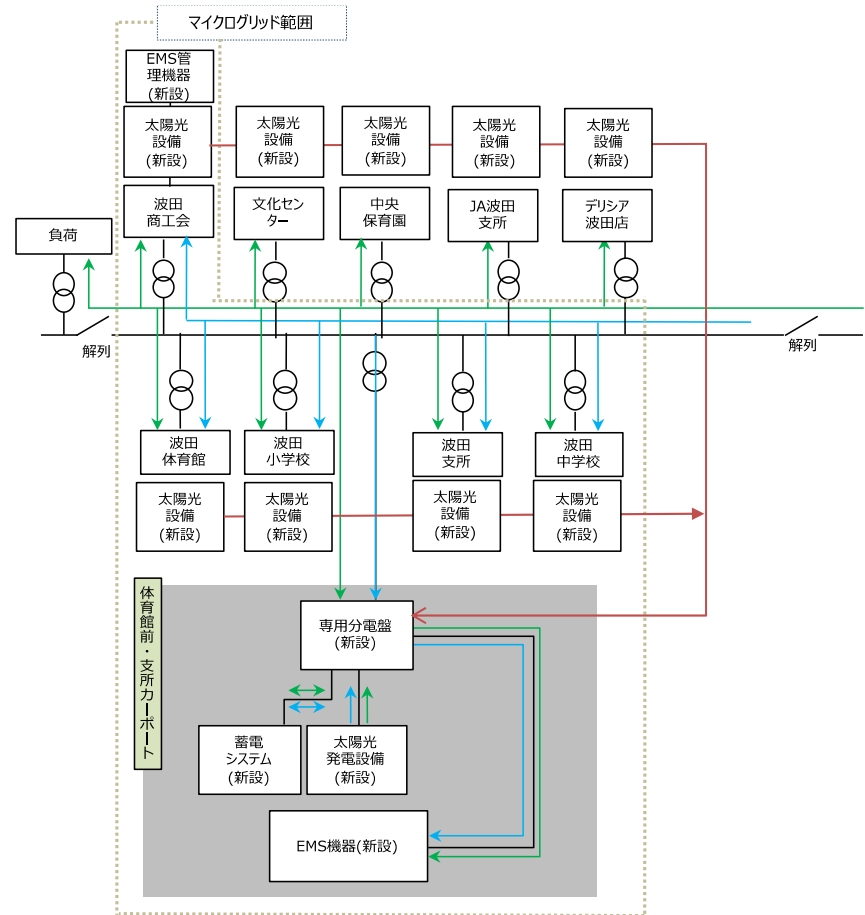 マイクログリッド範囲
EMS管
理機器
(新設)
太陽光
設備
(新設)
太陽光
設備
(新設)
太陽光
設備
(新設)
太陽光
設備
(新設)
太陽光
設備
(新設)
負荷
波田
商工会
文化セン
ター
中央
保育園
JA波田
支所
デリシア
波田店
解列
解列
波田
体育館
波田
小学校
波田
支所
波田
中学校
太陽光
設備
(新設)
太陽光
設備
(新設)
太陽光
設備
(新設)
太陽光
設備
(新設)
体育館前・支所カーポート
専用分電盤
(新設)
蓄電
システム
(新設)
太陽光
発電設備
(新設)
EMS機器(新設)